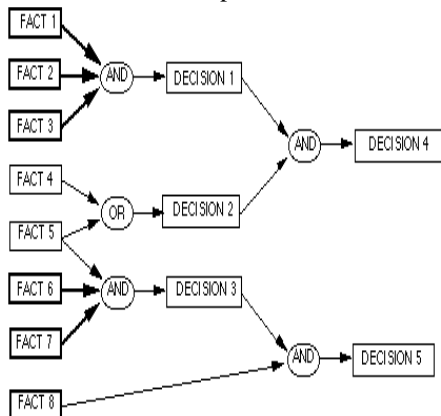 FACT 1
FACT 2
AND
DECISION 1
FACT 3
AND
DECISION 4
FACT 4
OR
DECISION 2
FACT 5
FACT 6
AND
DECISION 3
FACT 7
AND
DECISION 5
FACT 8